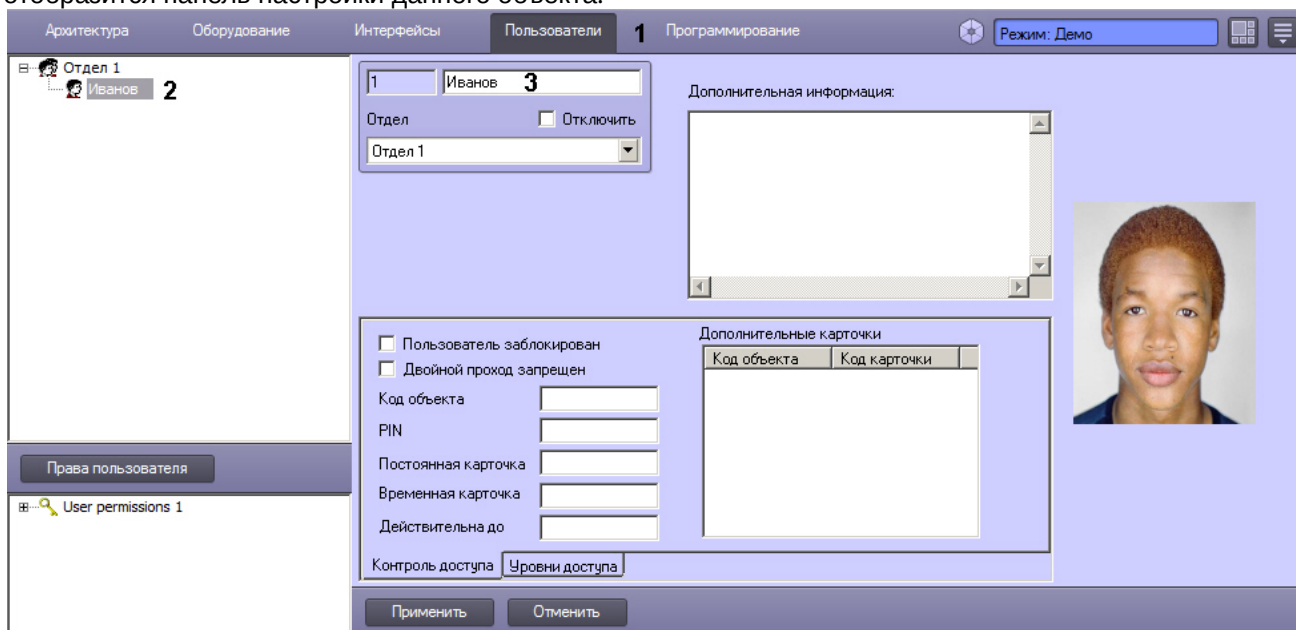 отобразится панель настройки данного объекта.
Архитектура Оборудование Интерфейсы Пользователи 1 Программирование Режим: Демо
Отдел 1
Иванов 2
1 Иванов 3
Отдел Отключить
Отдел 1
Дополнительная информация:
Пользователь заблокирован
Двойной проход запрещен
Код объекта
PIN
Постоянная карточка
Временная карточка
Действительна до
Дополнительные карточки
Код объекта Код карточки
Контроль доступа Уровни доступа
Права пользователя
User permissions 1
Применить Отменить